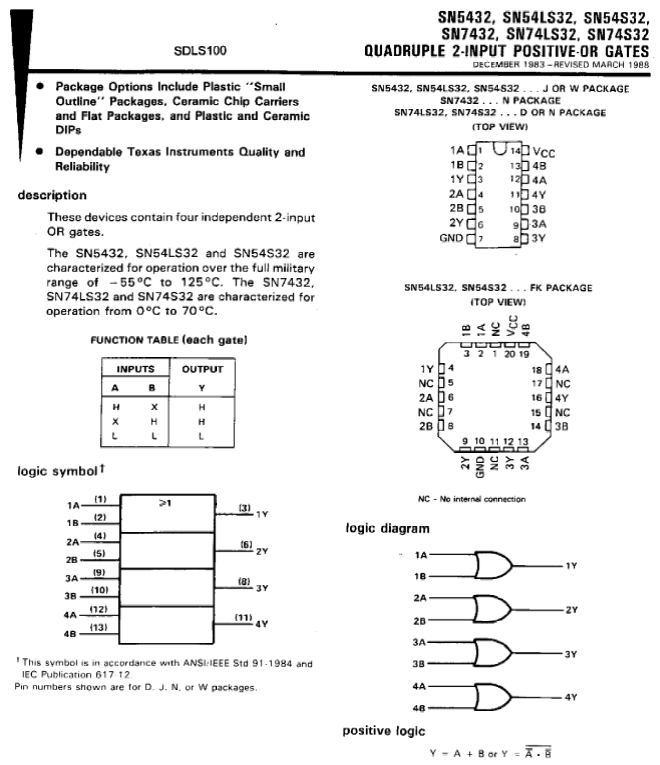 SN5432, SN54LS32, SN54S32,
SN7432, SN74LS32, SN74S32
QUADRUPLE 2-INPUT POSITIVE-OR GATES
SDLS100
DECEMBER 1983 – REVISED MARCH 1988
● Package Options Include Plastic "Small
Outline" Packages, Ceramic Chip Carriers
and Flat Packages, and Plastic and Ceramic
DIPs
● Dependable Texas Instruments Quality and
Reliability
description
These devices contain four independent 2-input
OR gates.
The SN5432, SN54LS32 and SN54S32 are
characterized for operation over the full military
range of −55°C to 125°C. The SN7432,
SN74LS32 and SN74S32 are characterized for
operation from 0°C to 70°C.
FUNCTION TABLE (each gate)
INPUTS OUTPUT
A B Y
H X H
X H H
L L L
logic symbol†
≥1
1A (1)
1B (2)
(3) 1Y
2A (4)
2B (5)
(6) 2Y
3A (9)
3B (10)
(8) 3Y
4A (12)
4B (13)
(11) 4Y
† This symbol is in accordance with ANSI/IEEE Std 91-1984 and
IEC Publication 617-12.
Pin numbers shown are for D, J, N, or W packages.
SN5432, SN54LS32, SN54S32 . . . J OR W PACKAGE
SN7432 . . . N PACKAGE
SN74LS32, SN74S32 . . . D OR N PACKAGE
(TOP VIEW)
1A 1 14 VCC
1B 2 13 4B
1Y 3 12 4A
2A 4 11 4Y
2B 5 10 3B
2Y 6 9 3A
GND 7 8 3Y
SN54LS32, SN54S32 . . . FK PACKAGE
(TOP VIEW)
1B 1A NC VCC 4B
3 2 1 20 19
1Y 4 18 4A
NC 5 17 NC
2A 6 16 4Y
NC 7 15 NC
2B 8 14 3B
9 10 11 12 13
2Y GND NC 3Y 3A
NC - No internal connection
logic diagram
1A
1B
1Y
2A
2B
2Y
3A
3B
3Y
4A
4B
4Y
positive logic
Y = A + B or Y = \overline{\overline{A} · \overline{B}}